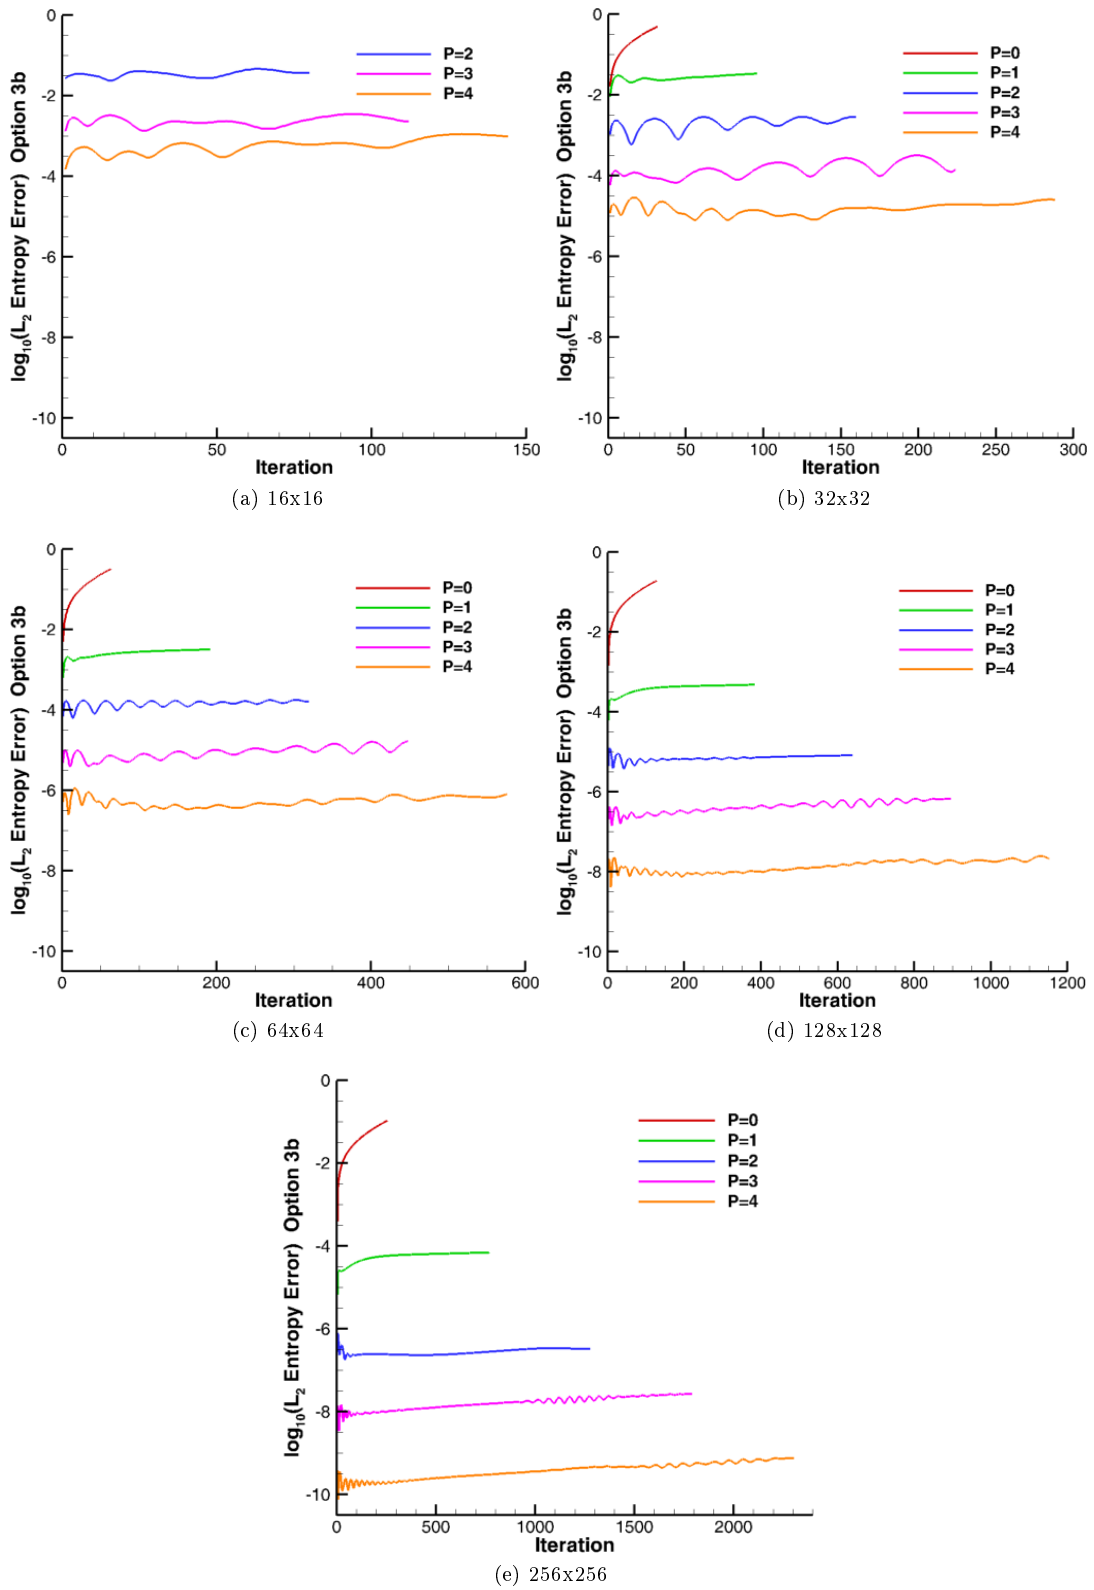 0
-2
-4
-6
-8
-10
log10(L2 Entropy Error) Option 3b
P=2
P=3
P=4
0 50 100 150
Iteration
(a) 16x16
0
-2
-4
-6
-8
-10
log10(L2 Entropy Error) Option 3b
P=0
P=1
P=2
P=3
P=4
0 50 100 150 200 250 300
Iteration
(b) 32x32
0
-2
-4
-6
-8
-10
log10(L2 Entropy Error) Option 3b
P=0
P=1
P=2
P=3
P=4
0 200 400 600
Iteration
(c) 64x64
0
-2
-4
-6
-8
-10
log10(L2 Entropy Error) Option 3b
P=0
P=1
P=2
P=3
P=4
0 200 400 600 800 1000 1200
Iteration
(d) 128x128
0
-2
-4
-6
-8
-10
log10(L2 Entropy Error) Option 3b
P=0
P=1
P=2
P=3
P=4
0 500 1000 1500 2000
Iteration
(e) 256x256